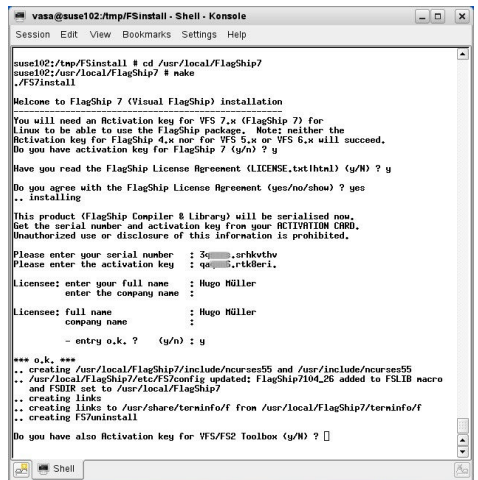 vasa@suse102:/tmp/FSinstall - Shell - Konsole
Session Edit View Bookmarks Settings Help
suse102:/tmp/FSinstall # cd /usr/local/FlagShip7
suse102:/usr/local/FlagShip7 # make
./FS7install
Welcome to FlagShip 7 (Visual FlagShip) installation
You will need an Activation key for VFS 7.x (FlagShip 7) for
Linux to be able to use the FlagShip package. Note: neither the
Activation key for FlagShip 4.x nor for VFS 5.x or VFS 6.x will succeed.
Do you have activation key for FlagShip 7 (y/n) ? y
Have you read the FlagShip License Agreement (LICENSE.txt|html) (y/N) ? y
Do you agree with the FlagShip License Agreement (yes/no/show) ? yes
.. installing
This product (FlagShip Compiler & Library) will be serialised now.
Get the serial number and activation key from your ACTIVATION CARD.
Unauthorized use or disclosure of this information is prohibited.
Please enter your serial number : .srhkvthv
Please enter the activation key : .rtk8eri.
Licensee: enter your full name : Hugo Müller
enter the company name :
Licensee: full name : Hugo Müller
company name :
- entry o.k. ? (y/n) : y
*** o.k. ***
.. creating /usr/local/FlagShip7/include/ncurses55 and /usr/include/ncurses55
.. /usr/local/FlagShip7/etc/FS7config updated: FlagShip7104_26 added to FSLIB macro
and FSDIR set to /usr/local/FlagShip7
.. creating links
.. creating links to /usr/share/terminfo/f from /usr/local/FlagShip7/terminfo/f
.. creating FS7uninstall
Do you have also Activation key for VFS/FS2 Toolbox (y/N) ?
Shell